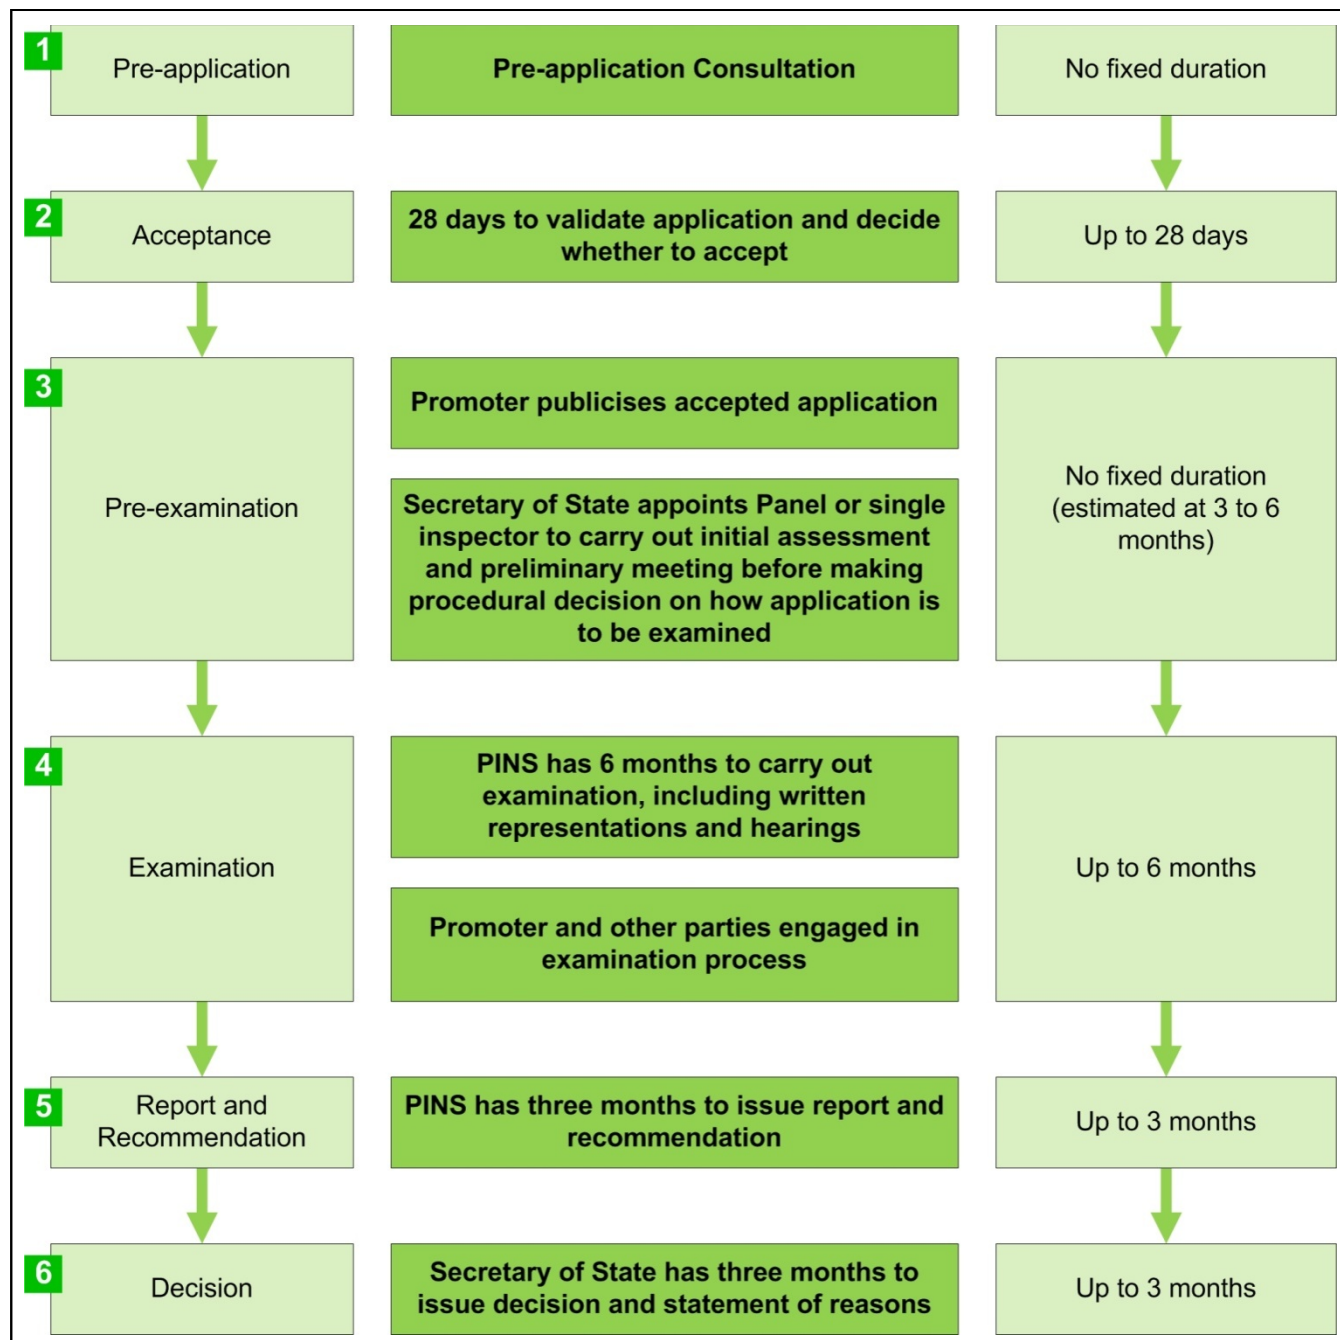 1
Pre-application
Pre-application Consultation
No fixed duration
2
Acceptance
28 days to validate application and decide
whether to accept
Up to 28 days
3
Pre-examination
Promoter publicises accepted application
Secretary of State appoints Panel or single
inspector to carry out initial assessment
and preliminary meeting before making
procedural decision on how application is
to be examined
No fixed duration
(estimated at 3 to 6
months)
4
Examination
PINS has 6 months to carry out
examination, including written
representations and hearings
Promoter and other parties engaged in
examination process
Up to 6 months
5
Report and
Recommendation
PINS has three months to issue report and
recommendation
Up to 3 months
6
Decision
Secretary of State has three months to
issue decision and statement of reasons
Up to 3 months